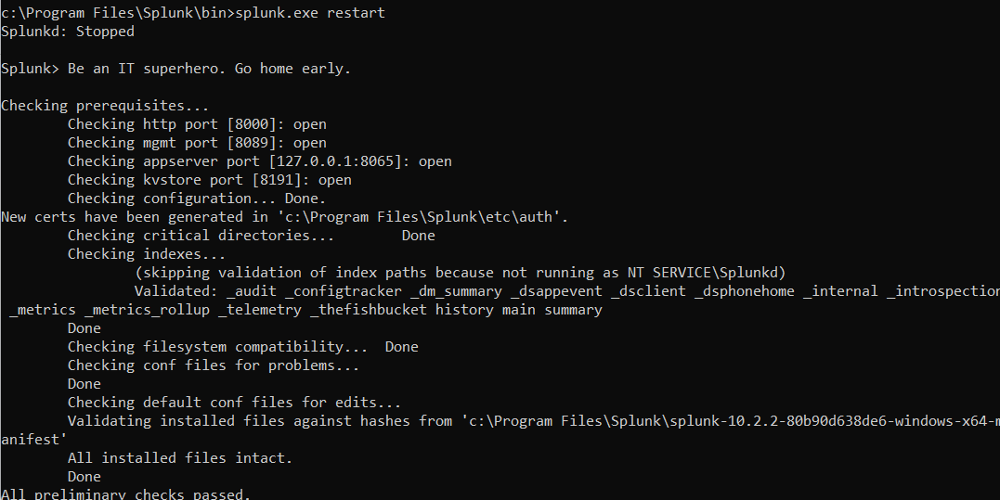 c:\Program Files\Splunk\bin>splunk.exe restart
Splunkd: Stopped
Splunk> Be an IT superhero. Go home early.
Checking prerequisites...
Checking http port [8000]: open
Checking mgmt port [8089]: open
Checking appserver port [127.0.0.1:8065]: open
Checking kvstore port [8191]: open
Checking configuration... Done.
New certs have been generated in 'c:\Program Files\Splunk\etc\auth'.
Checking critical directories... Done
Checking indexes...
(skipping validation of index paths because not running as NT SERVICE\Splunkd)
Validated: _audit _configtracker _dm_summary _dsappevent _dsclient _dsphonehome _internal _introspection
_metrics _metrics_rollup _telemetry _thefishbucket history main summary
Done
Checking filesystem compatibility... Done
Checking conf files for problems...
Done
Checking default conf files for edits...
Validating installed files against hashes from 'c:\Program Files\Splunk\splunk-10.2.2-80b90d638de6-windows-x64-m
anifest'
All installed files intact.
Done
All preliminary checks passed.